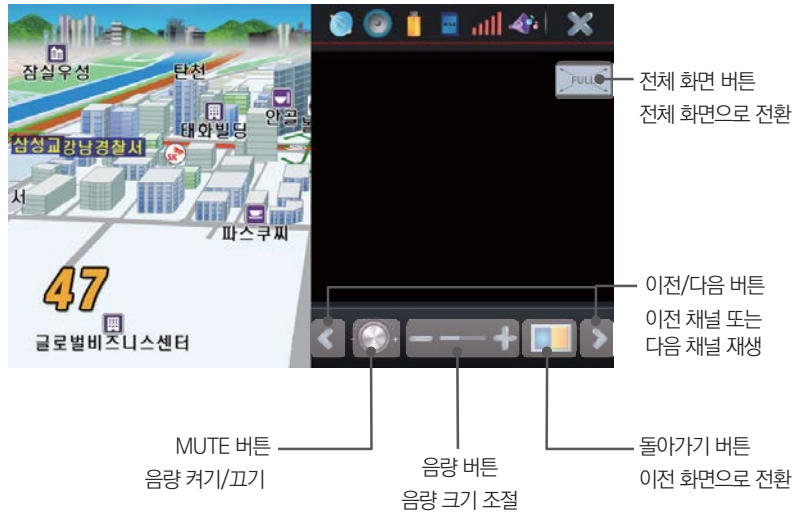 잠실우성
탄천
태화빌딩
안골
삼성교
강남경찰서
SK
서
파스쿠찌
47
글로벌비즈니스센터
FULL
전체 화면 버튼
전체 화면으로 전환
이전/다음 버튼
이전 채널 또는
다음 채널 재생
MUTE 버튼
음량 켜기/끄기
음량 버튼
음량 크기 조절
돌아가기 버튼
이전 화면으로 전환